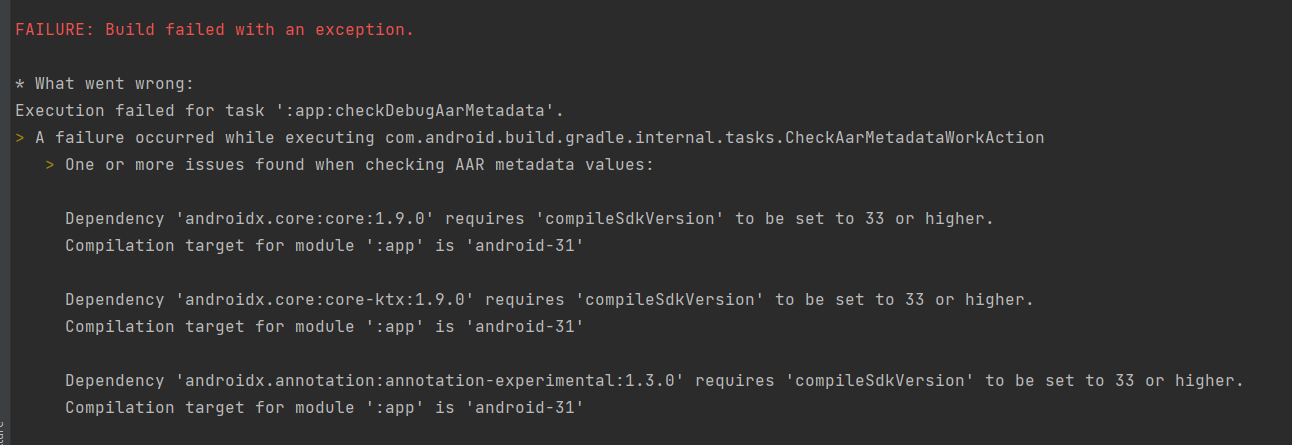 FAILURE: Build failed with an exception.
* What went wrong:
Execution failed for task ':app:checkDebugAarMetadata'.
> A failure occurred while executing com.android.build.gradle.internal.tasks.CheckAarMetadataWorkAction
> One or more issues found when checking AAR metadata values:
Dependency 'androidx.core:core:1.9.0' requires 'compileSdkVersion' to be set to 33 or higher.
Compilation target for module ':app' is 'android-31'
Dependency 'androidx.core:core-ktx:1.9.0' requires 'compileSdkVersion' to be set to 33 or higher.
Compilation target for module ':app' is 'android-31'
Dependency 'androidx.annotation:annotation-experimental:1.3.0' requires 'compileSdkVersion' to be set to 33 or higher.
Compilation target for module ':app' is 'android-31'